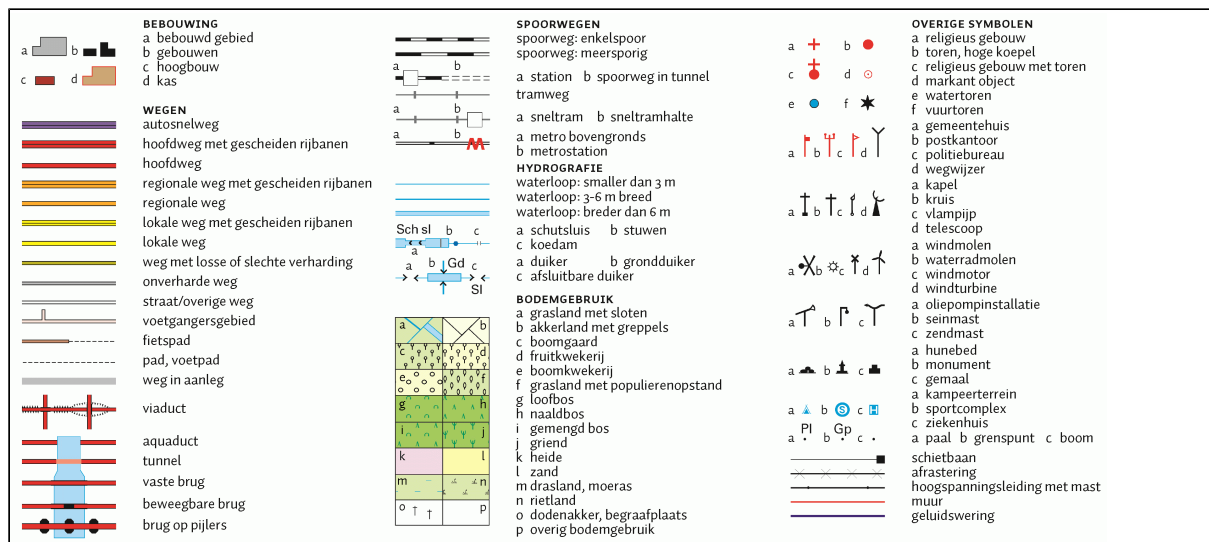 BEBOUWING
a bebouwd gebied
b gebouwen
c hoogbouw
d kas
a b
c d
WEGEN
autosnelweg
hoofdweg met gescheiden rijbanen
hoofdweg
regionale weg met gescheiden rijbanen
regionale weg
lokale weg met gescheiden rijbanen
lokale weg
weg met losse of slechte verharding
onverharde weg
straat/overige weg
voetgangersgebied
fietspad
pad, voetpad
weg in aanleg
viaduct
aquaduct
tunnel
vaste brug
beweegbare brug
brug op pijlers
SPOORWEGEN
spoorweg: enkelspoor
spoorweg: meersporig
a b
a station b spoorweg in tunnel
tramweg
a b
a sneltram b sneltramhalte
a b
a metro bovengronds
b metrostation
HYDROGRAFIE
waterloop: smaller dan 3 m
waterloop: 3-6 m breed
waterloop: breder dan 6 m
Sch sl b c
a
a schutsluis b stuwen
c koedam
a b Gd c
Sl
a duiker b grondduiker
c afsluitbare duiker
BODEMGEBRUIK
a b
c d
e f
g h
i j
k l
m n
o p
a grasland met sloten
b akkerland met greppels
c boomgaard
d fruitkwekerij
e boomkwekerij
f grasland met populierenopstand
g loofbos
h naaldbos
i gemengd bos
j griend
k heide
l zand
m drasland, moeras
n rietland
o dodenakker, begraafplaats
p overig bodemgebruik
OVERIGE SYMBOLEN
a b
c d
e f
a religieus gebouw
b toren, hoge koepel
c religieus gebouw met toren
d markant object
e watertoren
f vuurtoren
a b c d
a gemeentehuis
b postkantoor
c politiebureau
d wegwijzer
a b c d
a kapel
b kruis
c vlampijp
d telescoop
a b c d
a windmolen
b waterradmolen
c windmotor
d windturbine
a b c
a oliepompinstallatie
b seinmast
c zendmast
a b c
a hunebed
b monument
c gemaal
a b S c H
a kampeerterrein
b sportcomplex
c ziekenhuis
Pl Gp
a b c
a paal b grenspunt c boom
schietbaan
afrastering
hoogspanningsleiding met mast
muur
geluidswering